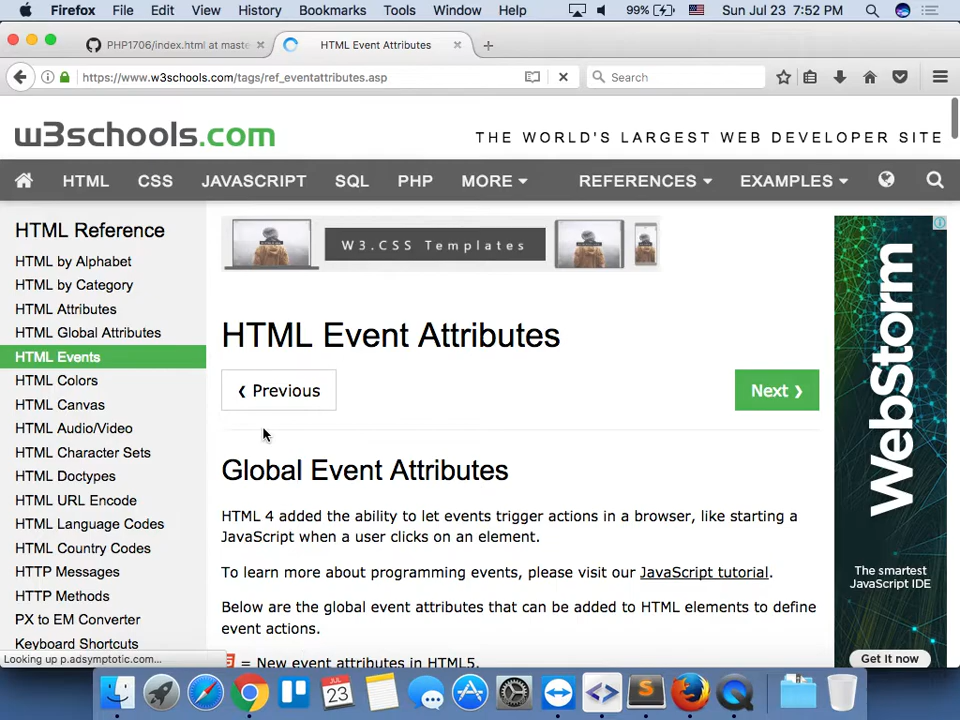 Firefox File Edit View History Bookmarks Tools Window Help 99% Sun Jul 23 7:52 PM
PHP1706/index.html at maste HTML Event Attributes
https://www.w3schools.com/tags/ref_eventattributes.asp Search
w3schools.com THE WORLD'S LARGEST WEB DEVELOPER SITE
HTML CSS JAVASCRIPT SQL PHP MORE REFERENCES EXAMPLES
HTML Reference
HTML by Alphabet
HTML by Category
HTML Attributes
HTML Global Attributes
HTML Events
HTML Colors
HTML Canvas
HTML Audio/Video
HTML Character Sets
HTML Doctypes
HTML URL Encode
HTML Language Codes
HTML Country Codes
HTTP Messages
HTTP Methods
PX to EM Converter
Keyboard Shortcuts
Looking up p.adsymptotic.com...
W3.CSS Templates
HTML Event Attributes
❮ Previous Next ❯
Global Event Attributes
HTML 4 added the ability to let events trigger actions in a browser, like starting a
JavaScript when a user clicks on an element.
To learn more about programming events, please visit our JavaScript tutorial.
Below are the global event attributes that can be added to HTML elements to define
event actions.
= New event attributes in HTML5.
WebStorm
The smartest
JavaScript IDE
Get it now
JUL
23